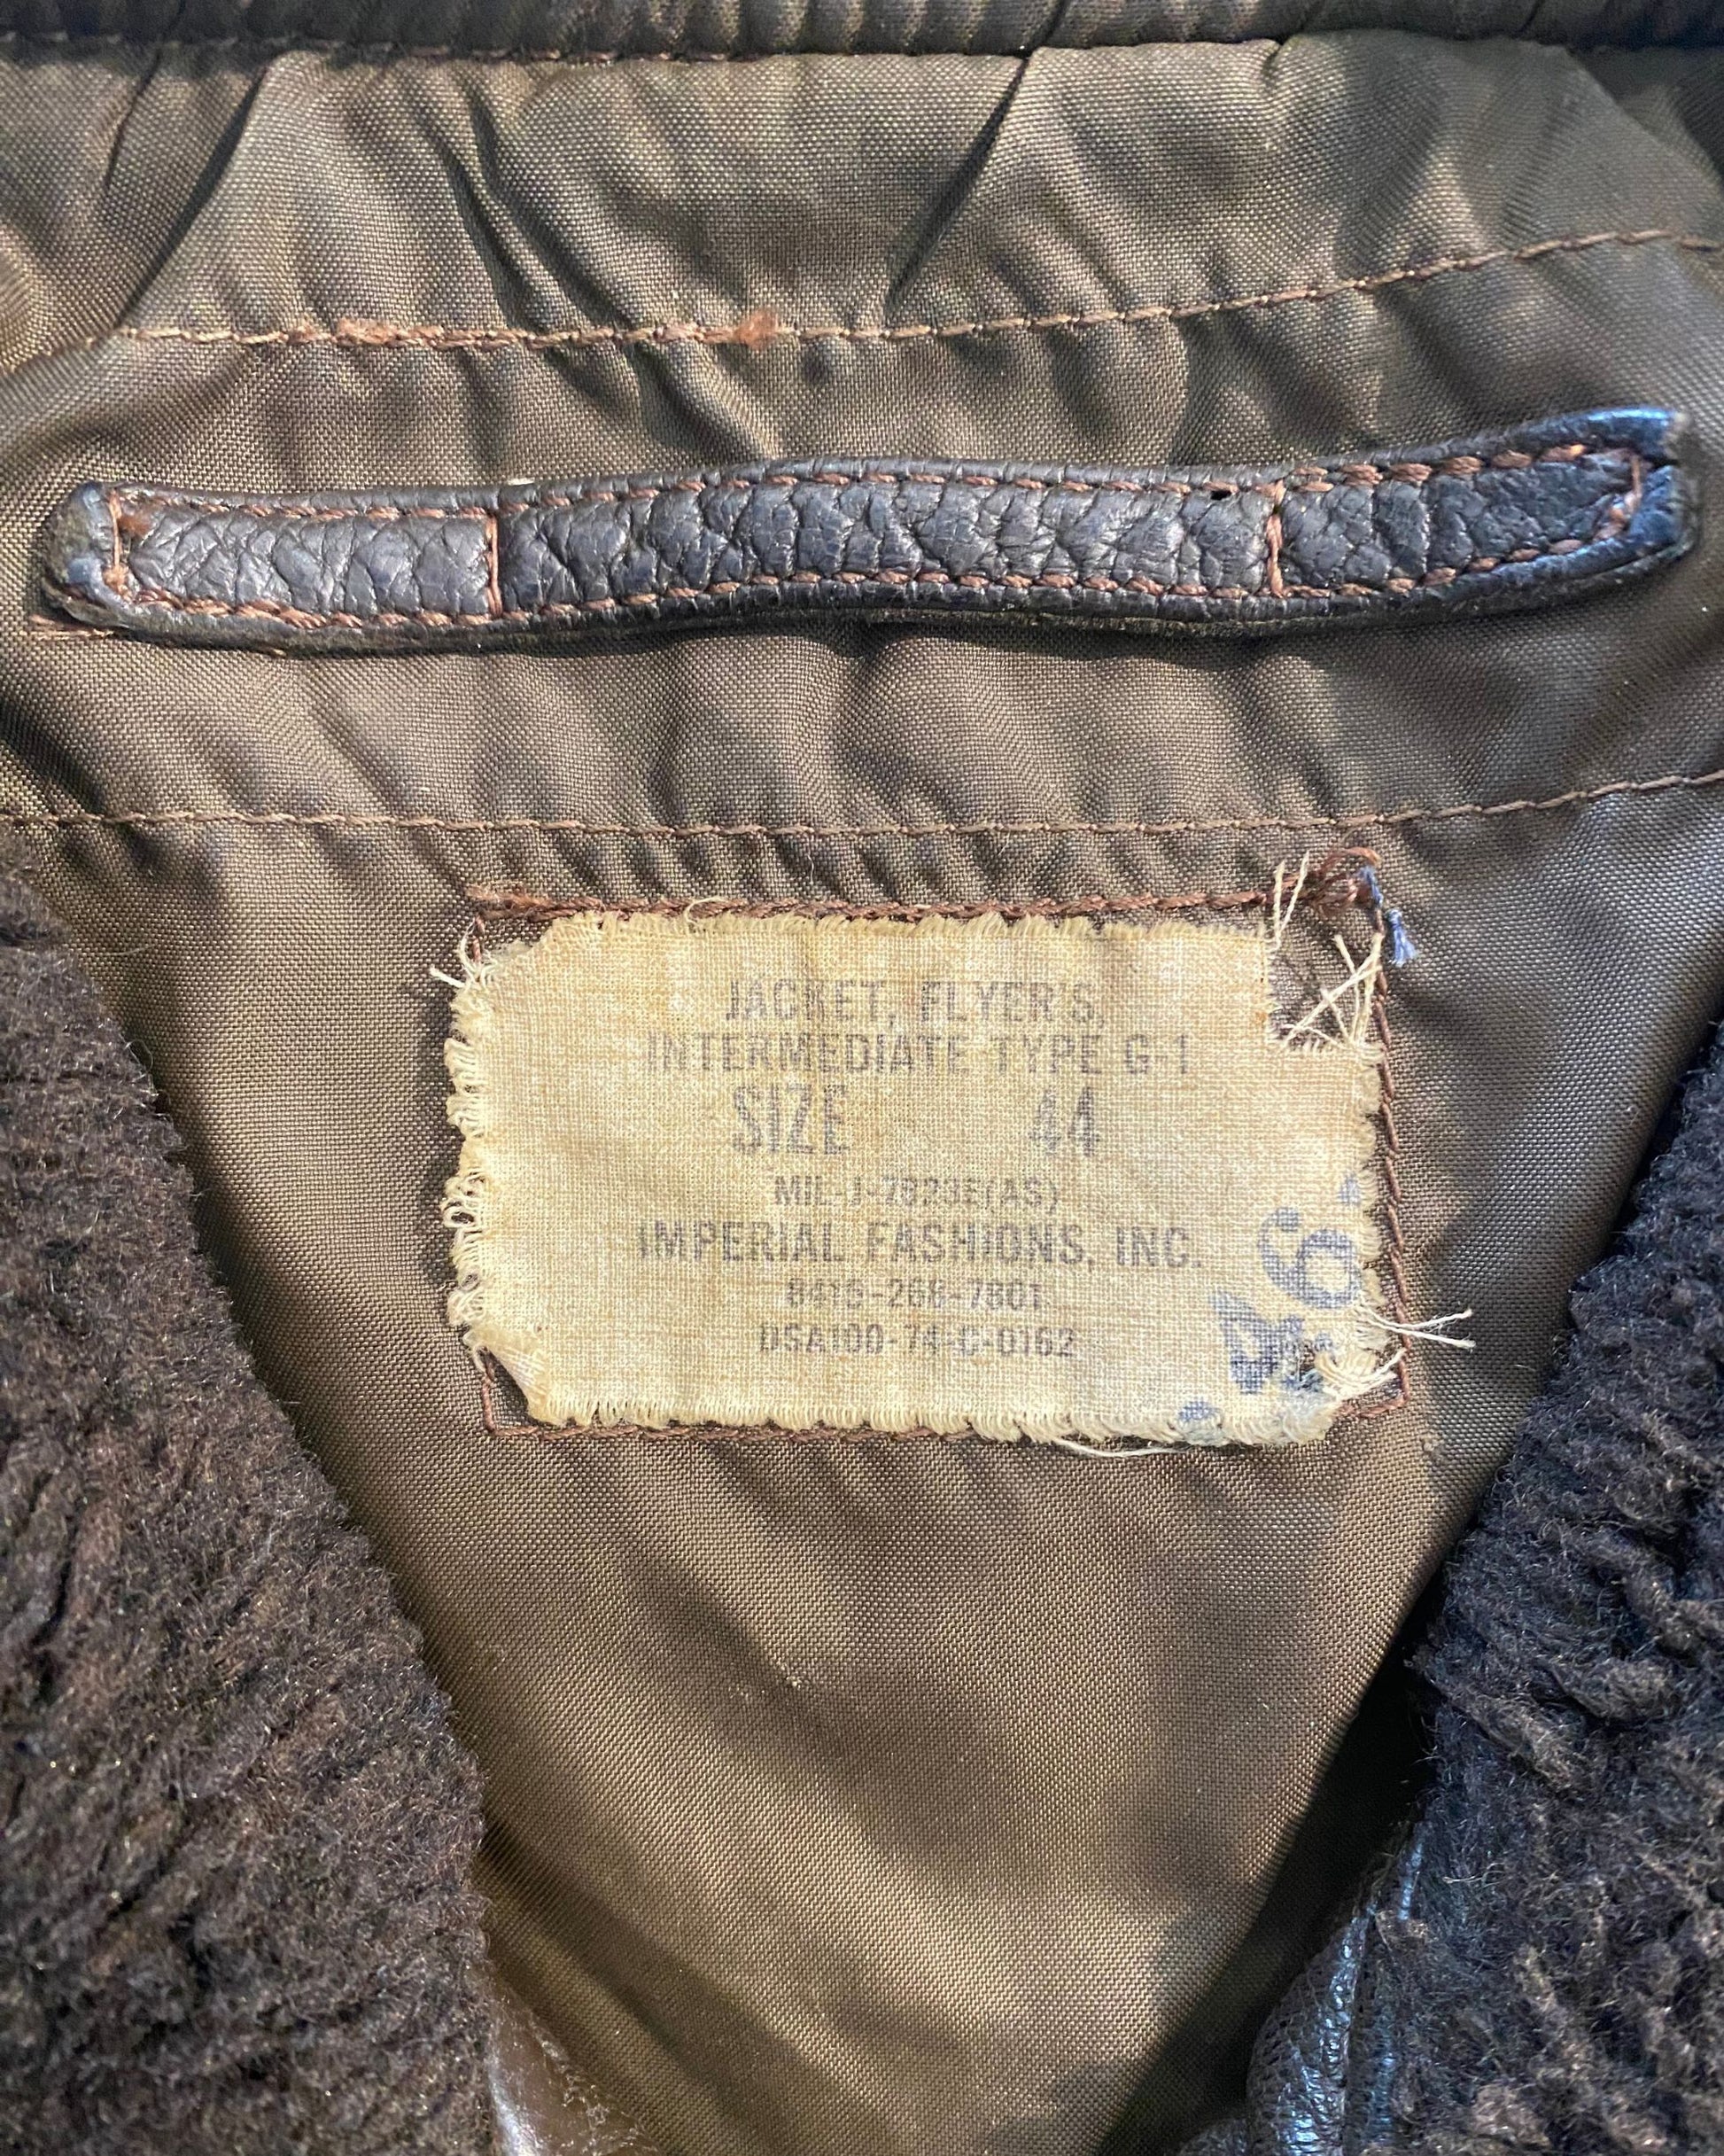 JACKET, FLYER'S,
INTERMEDIATE TYPE G-1
SIZE 44
MIL-J-7823E(AS)
IMPERIAL FASHIONS, INC.
8415-268-7801
DSA100-74-C-0162
46